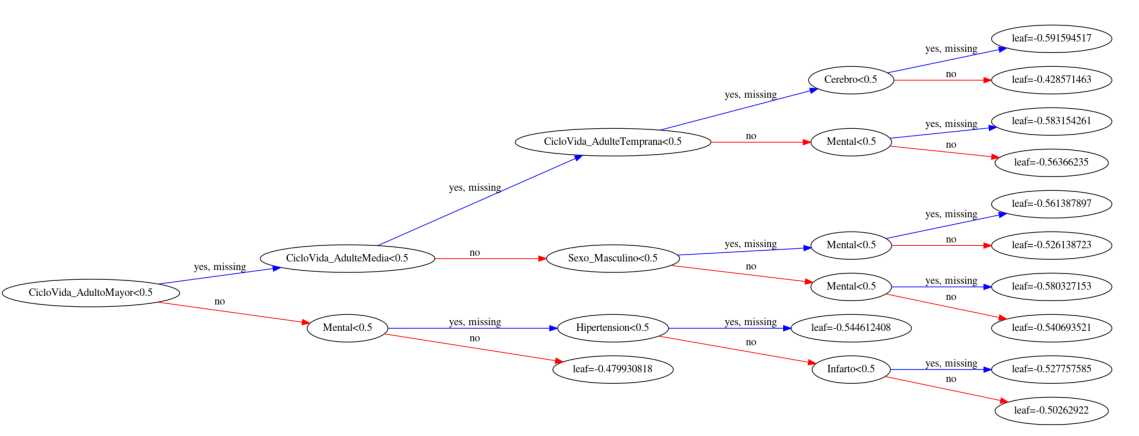 leaf=-0.591594517
yes, missing
Cerebro<0.5
no
leaf=-0.428571463
yes, missing
leaf=-0.583154261
yes, missing
CicloVida_AdulteTemprana<0.5
no
Mental<0.5
no
leaf=-0.56366235
yes, missing
leaf=-0.561387897
yes, missing
yes, missing
Mental<0.5
no
leaf=-0.526138723
CicloVida_AdulteMedia<0.5
no
Sexo_Masculino<0.5
no
yes, missing
Mental<0.5
yes, missing
leaf=-0.580327153
no
CicloVida_AdultoMayor<0.5
no
leaf=-0.540693521
Mental<0.5
yes, missing
Hipertension<0.5
yes, missing
leaf=-0.544612408
no
no
leaf=-0.479930818
Infarto<0.5
yes, missing
leaf=-0.527757585
no
leaf=-0.50262922